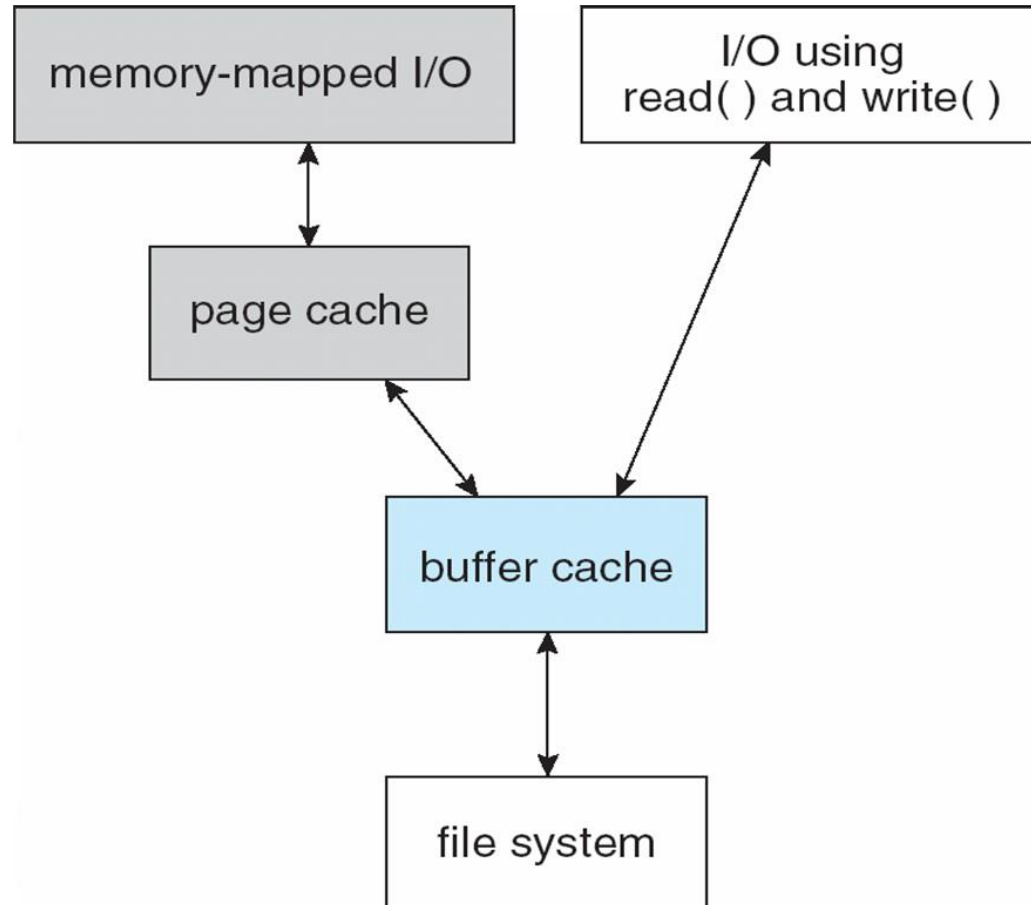 memory-mapped I/O
I/O using
read( ) and write( )
page cache
buffer cache
file system